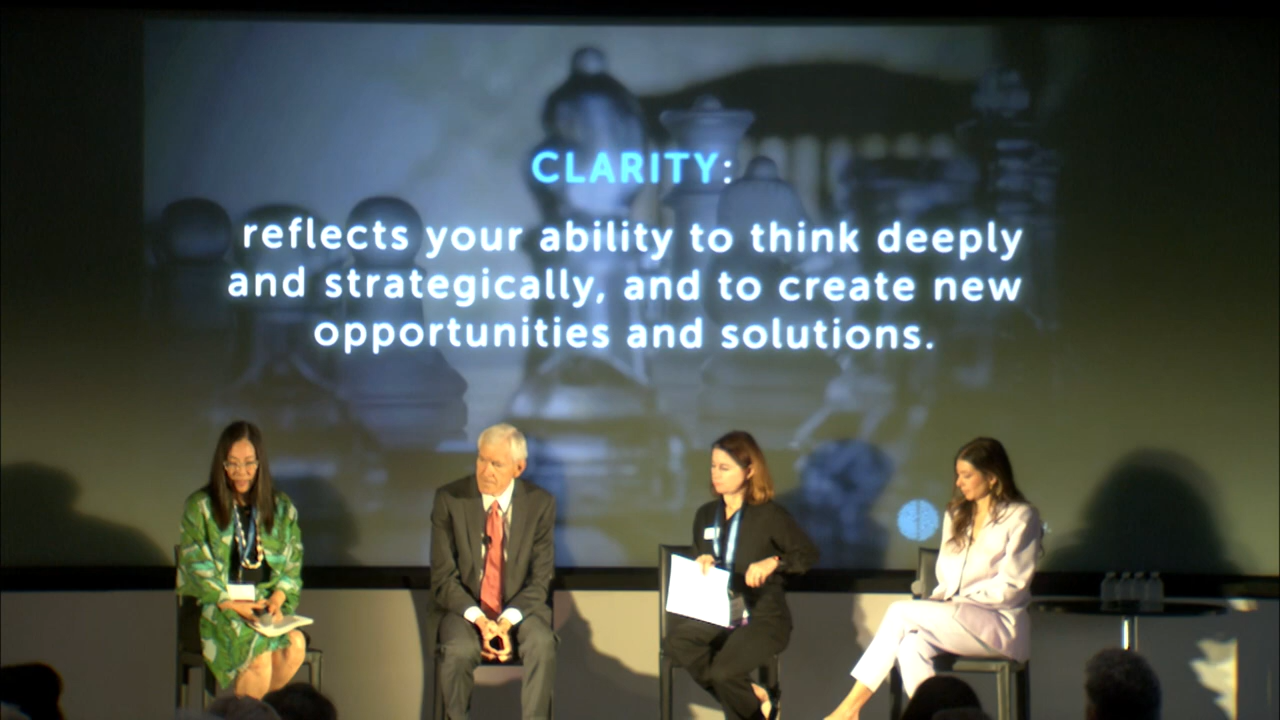 CLARITY:
reflects your ability to think deeply
and strategically, and to create new
opportunities and solutions.